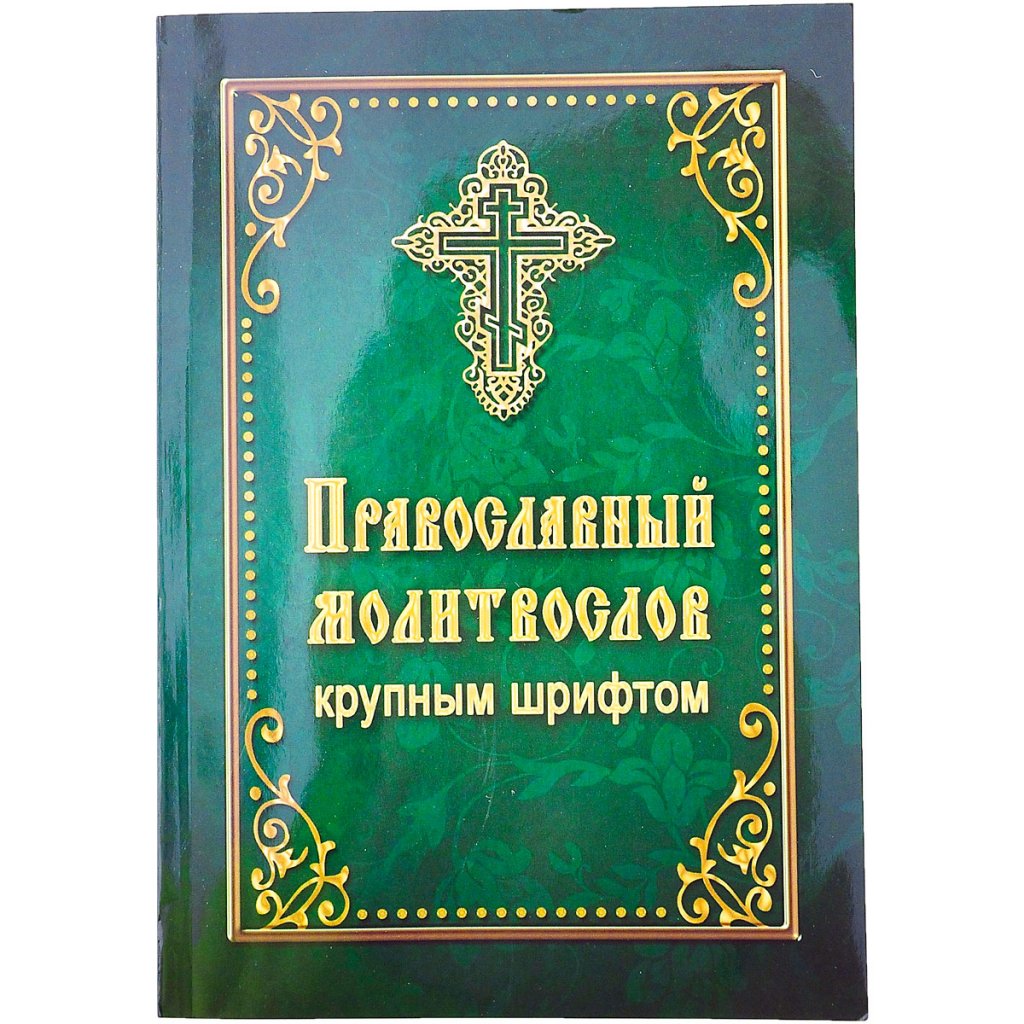 Православный
молитвослов
крупным шрифтом